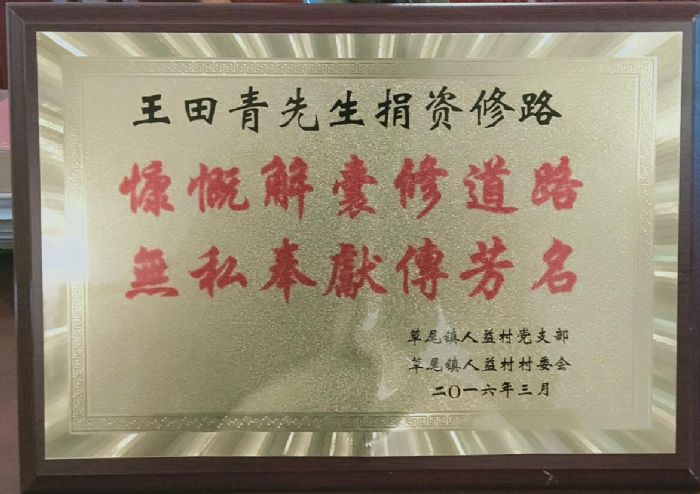 王田青先生捐资修路
慷慨解囊修道路
無私奉獻傳芳名
草尾镇人益村党支部
草尾镇人益村村委会
二〇一六年三月